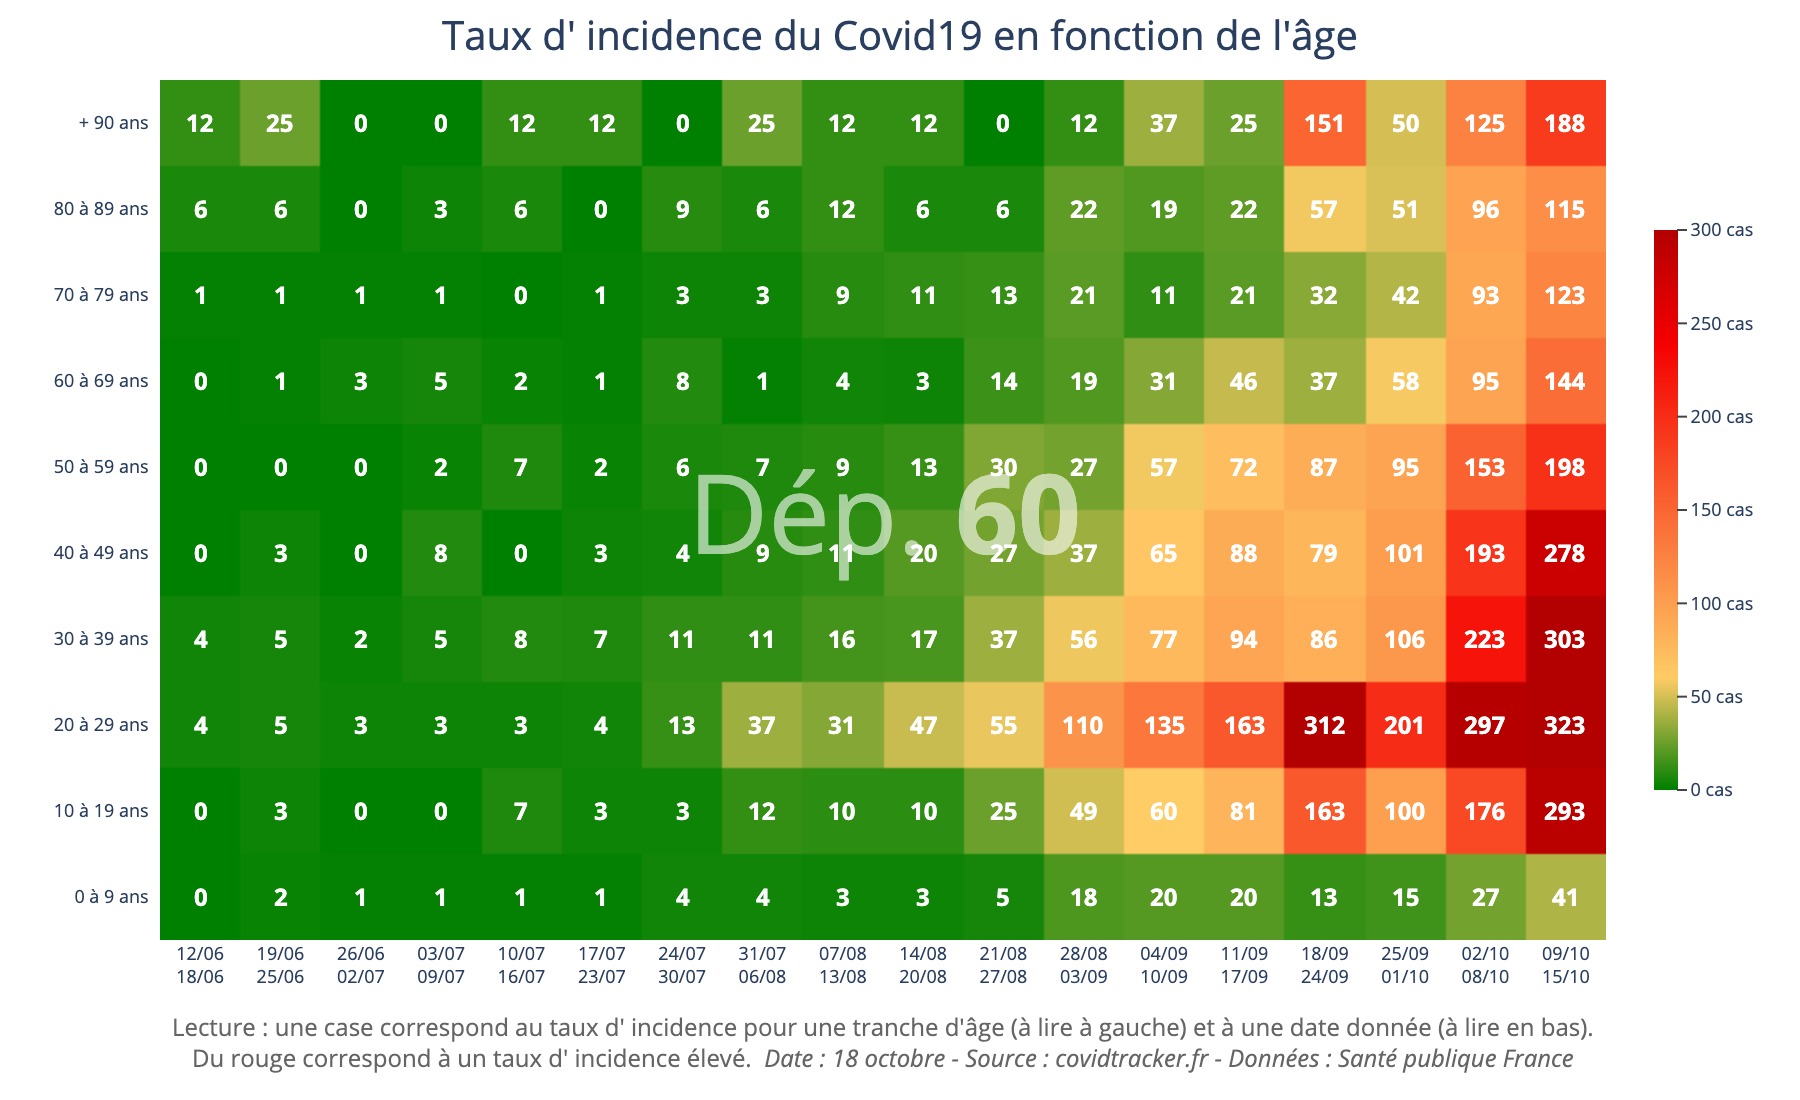 Taux d' incidence du Covid19 en fonction de l'âge
+ 90 ans 12 25 0 0 12 12 0 25 12 12 0 12 37 25 151 50 125 188
80 à 89 ans 6 6 0 3 6 0 9 6 12 6 6 22 19 22 57 51 96 115
70 à 79 ans 1 1 1 1 0 1 3 3 9 11 13 21 11 21 32 42 93 123
60 à 69 ans 0 1 3 5 2 1 8 1 4 3 14 19 31 46 37 58 95 144
50 à 59 ans 0 0 0 2 7 2 6 7 9 13 30 27 57 72 87 95 153 198
40 à 49 ans 0 3 0 8 0 3 4 9 11 20 27 37 65 88 79 101 193 278
30 à 39 ans 4 5 2 5 8 7 11 11 16 17 37 56 77 94 86 106 223 303
20 à 29 ans 4 5 3 3 3 4 13 37 31 47 55 110 135 163 312 201 297 323
10 à 19 ans 0 3 0 0 7 3 3 12 10 10 25 49 60 81 163 100 176 293
0 à 9 ans 0 2 1 1 1 1 4 4 3 3 5 18 20 20 13 15 27 41
Dép. 60
12/06 19/06 26/06 03/07 10/07 17/07 24/07 31/07 07/08 14/08 21/08 28/08 04/09 11/09 18/09 25/09 02/10 09/10
18/06 25/06 02/07 09/07 16/07 23/07 30/07 06/08 13/08 20/08 27/08 03/09 10/09 17/09 24/09 01/10 08/10 15/10
300 cas
250 cas
200 cas
150 cas
100 cas
50 cas
0 cas
Lecture : une case correspond au taux d' incidence pour une tranche d'âge (à lire à gauche) et à une date donnée (à lire en bas).
Du rouge correspond à un taux d' incidence élevé. Date : 18 octobre - Source : covidtracker.fr - Données : Santé publique France